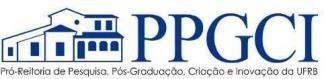 PPGCI
Pró-Reitoria de Pesquisa, Pós-Graduação, Criação e Inovação da UFRB